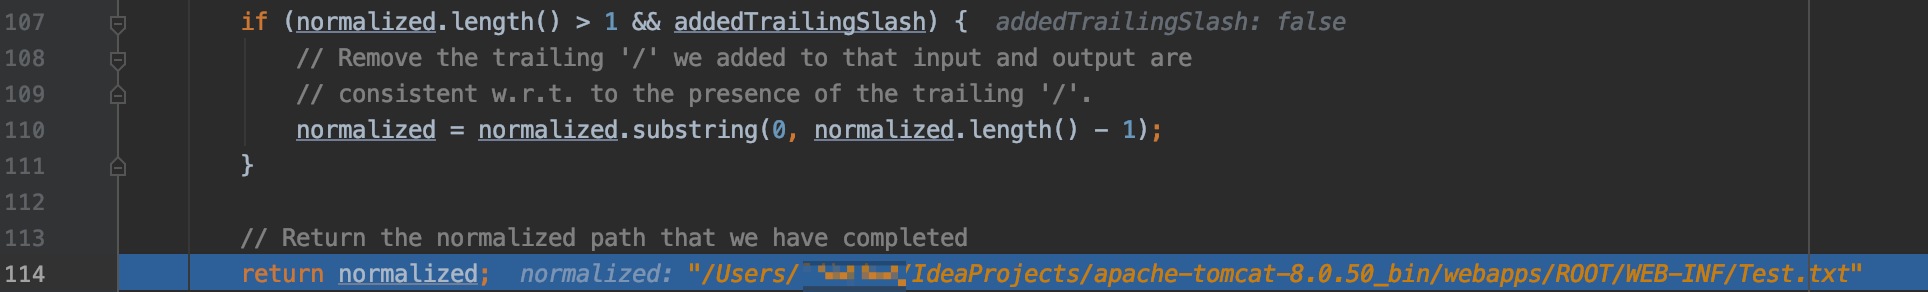 107 if (normalized.length() > 1 && addedTrailingSlash) { addedTrailingSlash: false
108 // Remove the trailing '/' we added to that input and output are
109 // consistent w.r.t. to the presence of the trailing '/'.
110 normalized = normalized.substring(0, normalized.length() - 1);
111 }
112
113 // Return the normalized path that we have completed
114 return normalized; normalized: "/Users/ /IdeaProjects/apache-tomcat-8.0.50_bin/webapps/ROOT/WEB-INF/Test.txt"